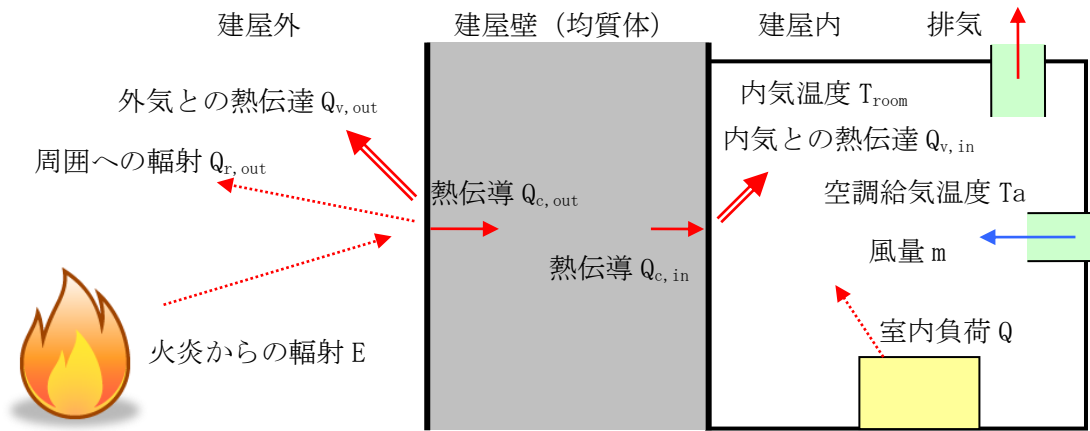 建屋外
建屋壁（均質体）
建屋内
排気
外気との熱伝達 Qv,out
周囲への輻射 Qr,out
火炎からの輻射 E
熱伝導 Qc,out
熱伝導 Qc,in
内気温度 Troom
内気との熱伝達 Qv,in
空調給気温度 Ta
風量 m
室内負荷 Q